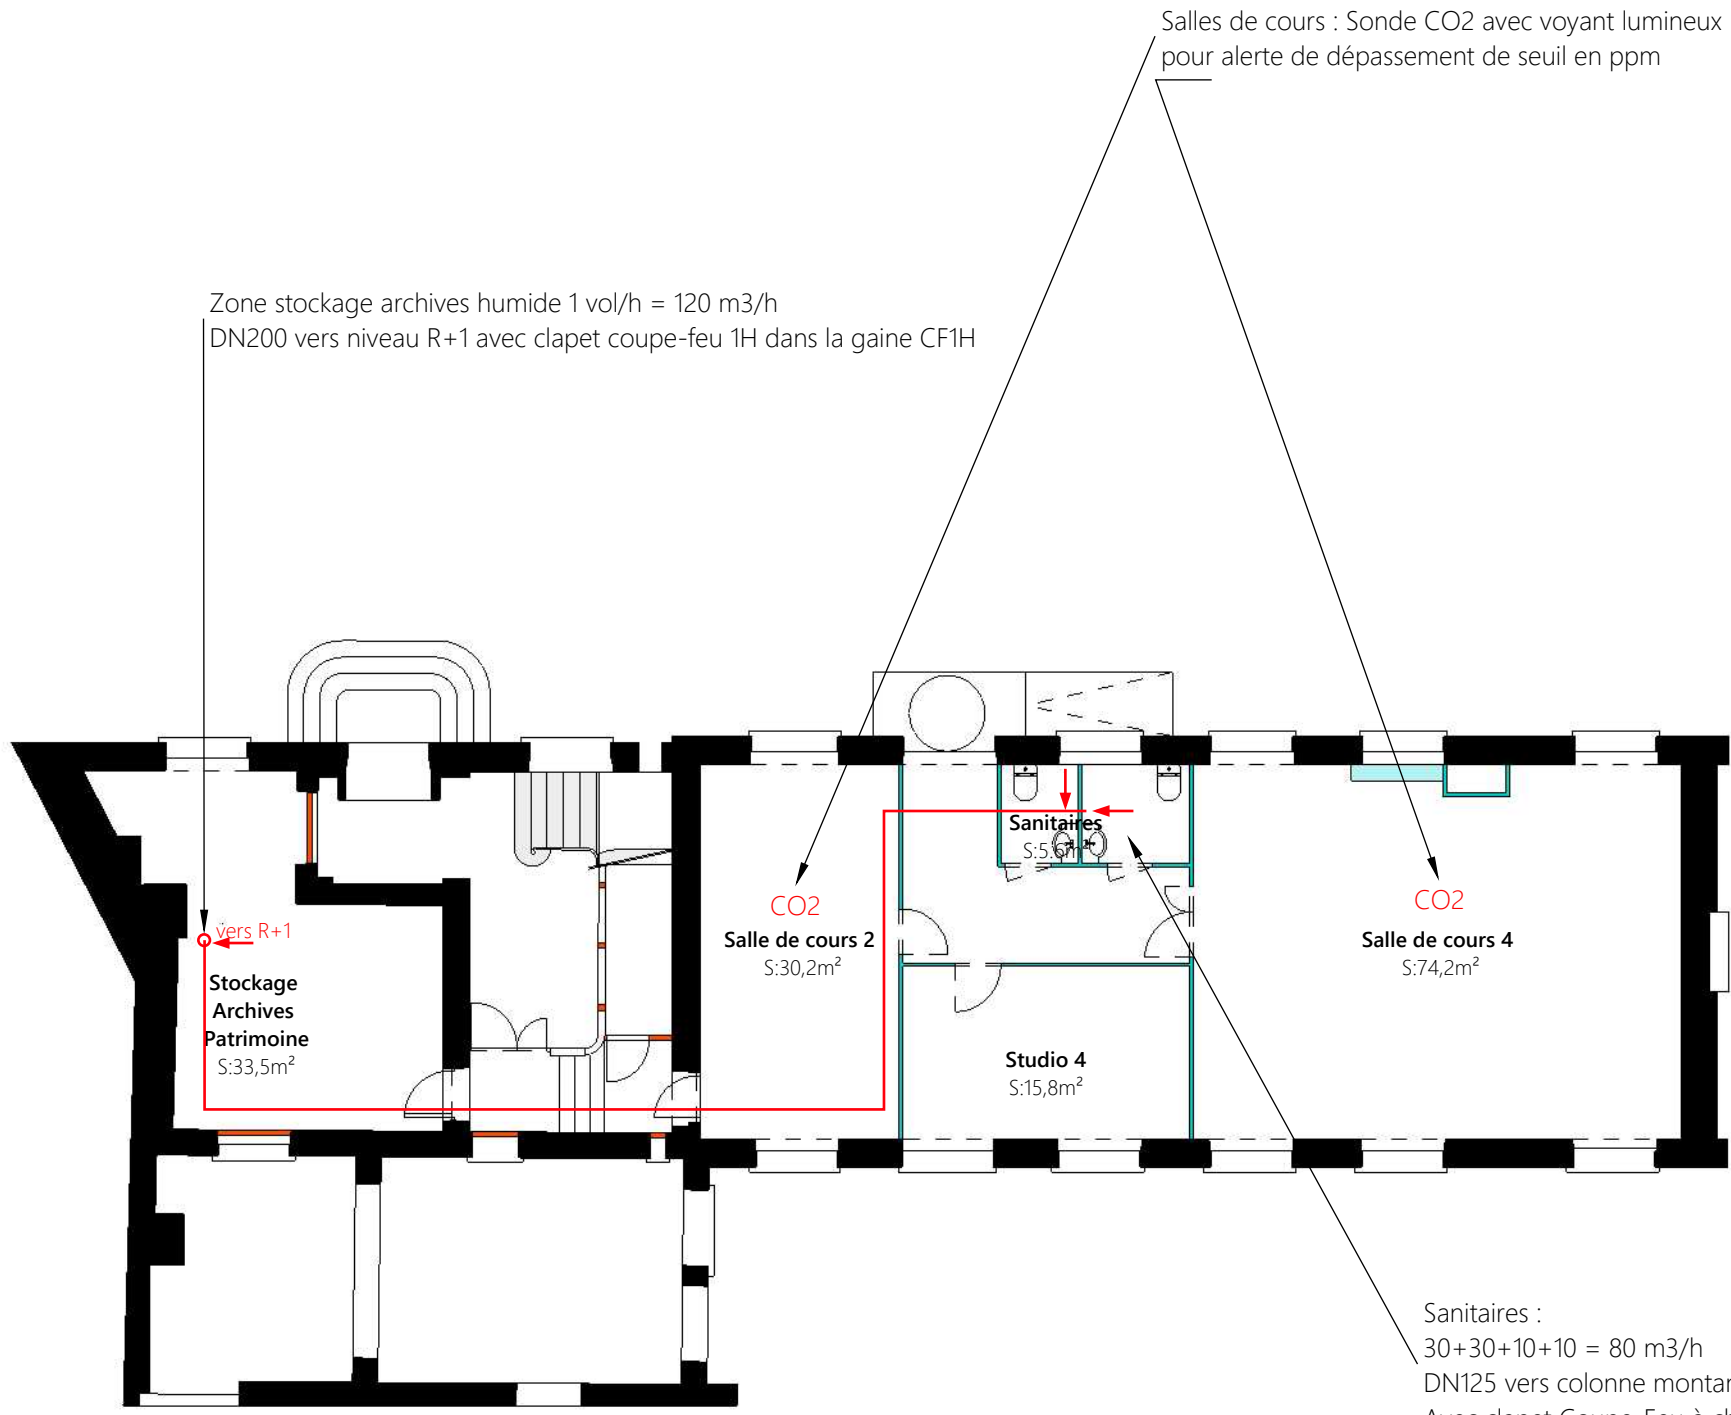 Salles de cours : Sonde CO2 avec voyant lumineux
pour alerte de dépassement de seuil en ppm
Zone stockage archives humide 1 vol/h = 120 m3/h
DN200 vers niveau R+1 avec clapet coupe-feu 1H dans la gaine CF1H
Sanitaires
S:5.6m²
CO2
Salle de cours 2
S:30,2m²
CO2
Salle de cours 4
S:74,2m²
vers R+1
Stockage
Archives
Patrimoine
S:33,5m²
Studio 4
S:15,8m²
Sanitaires :
30+30+10+10 = 80 m3/h
DN125 vers colonne